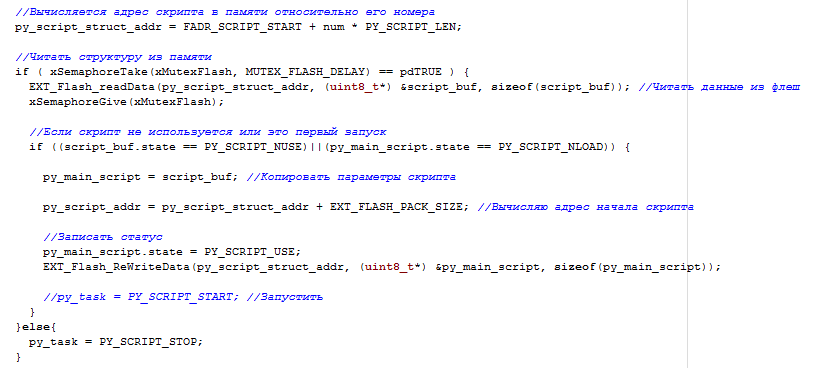 //Вычисляется адрес скрипта в памяти относительно его номера
py_script_struct_addr = FADR_SCRIPT_START + num * PY_SCRIPT_LEN;
//Читать структуру из памяти
if ( xSemaphoreTake(xMutexFlash, MUTEX_FLASH_DELAY) == pdTRUE ) {
EXT_Flash_readData(py_script_struct_addr, (uint8_t*) &script_buf, sizeof(script_buf)); //Читать данные из флеш
xSemaphoreGive(xMutexFlash);
//Если скрипт не используется или это первый запуск
if ((script_buf.state == PY_SCRIPT_NUSE)||(py_main_script.state == PY_SCRIPT_NLOAD)) {
py_main_script = script_buf; //Копировать параметры скрипта
py_script_addr = py_script_struct_addr + EXT_FLASH_PACK_SIZE; //Вычисляю адрес начала скрипта
//Записать статус
py_main_script.state = PY_SCRIPT_USE;
EXT_Flash_ReWriteData(py_script_struct_addr, (uint8_t*) &py_main_script, sizeof(py_main_script));
//py_task = PY_SCRIPT_START; //Запустить
}
}else{
py_task = PY_SCRIPT_STOP;
}